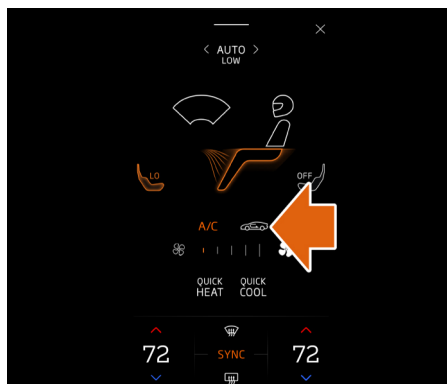 < AUTO >
LOW
LO
OFF
A/C
QUICK HEAT
QUICK COOL
72
SYNC
72